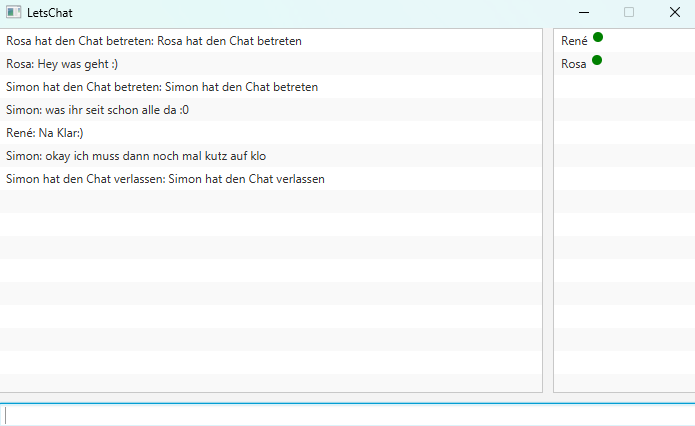 LetsChat
Rosa hat den Chat betreten: Rosa hat den Chat betreten
Rosa: Hey was geht :)
Simon hat den Chat betreten: Simon hat den Chat betreten
Simon: was ihr seit schon alle da :0
René: Na Klar:)
Simon: okay ich muss dann noch mal kutz auf klo
Simon hat den Chat verlassen: Simon hat den Chat verlassen
René
Rosa